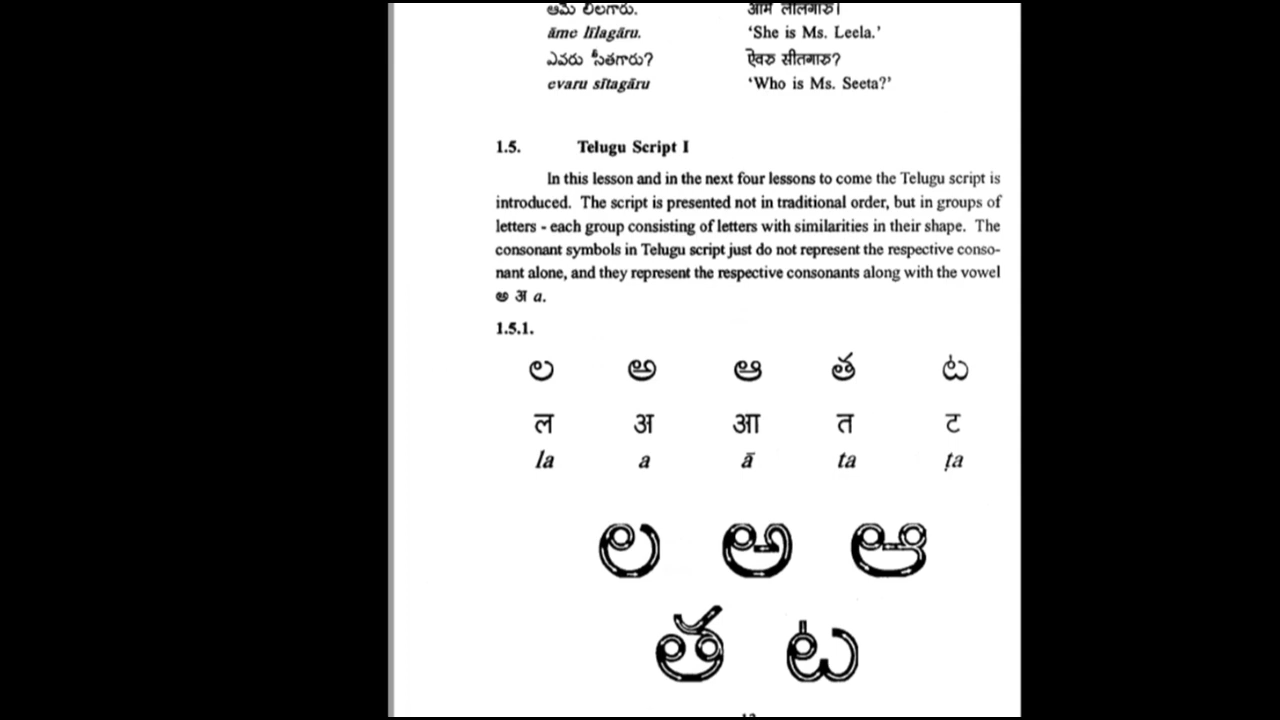 ఆమె లీలగారు. आमॆ लीलगारु।
āme līlagāru. ‘She is Ms. Leela.’
ఎవరు సీతగారు? ऎवरु सीतगारु?
evaru sītagāru ‘Who is Ms. Seeta?’
1.5. Telugu Script I
In this lesson and in the next four lessons to come the Telugu script is
introduced. The script is presented not in traditional order, but in groups of
letters - each group consisting of letters with similarities in their shape. The
consonant symbols in Telugu script just do not represent the respective conso-
nant alone, and they represent the respective consonants along with the vowel
అ अ a.
1.5.1.
ల అ ఆ త ట
ल अ आ त ट
la a ā ta ṭa
ల అ ఆ
త ట